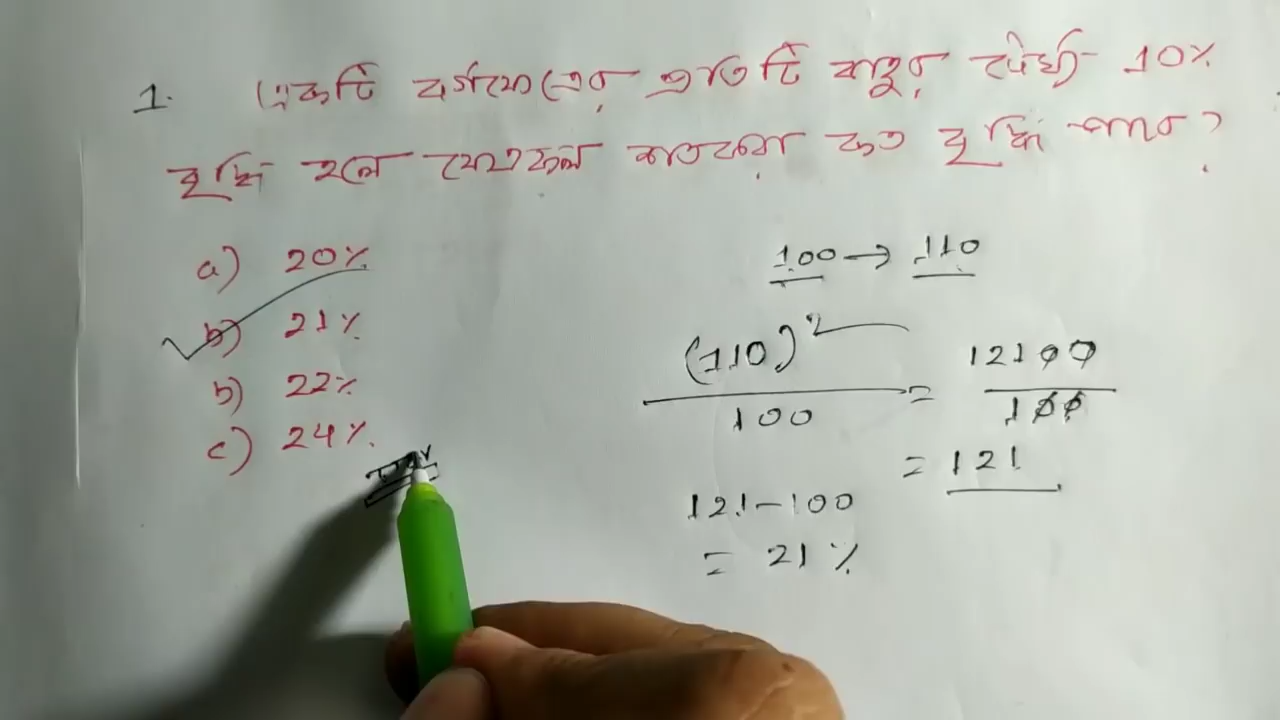 1. একটি বর্গক্ষেত্রের প্রতিটি বাহুর দৈর্ঘ্য 10%
বৃদ্ধি হলে ক্ষেত্রফল শতকরা কত বৃদ্ধি পাবে?
a) 20%
b) 21%
b) 22%
c) 24%.
100 → 110
(110)² / 100 = 12100 / 100
= 121
121 - 100
= 21%